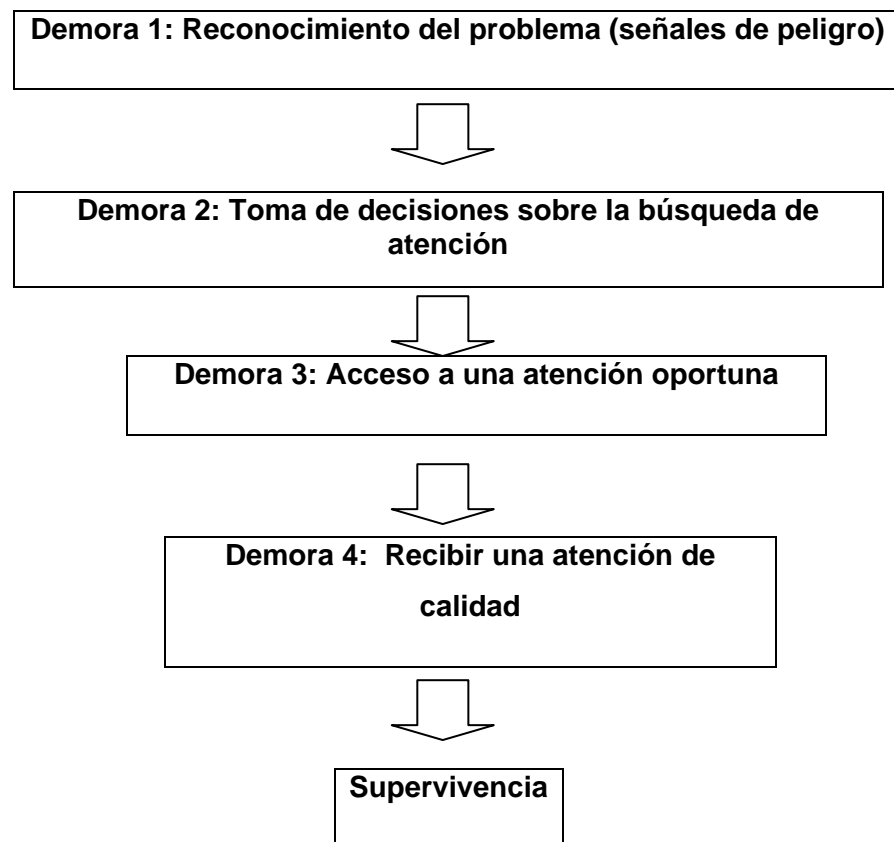 Demora 1: Reconocimiento del problema (señales de peligro)
Demora 2: Toma de decisiones sobre la búsqueda de
atención
Demora 3: Acceso a una atención oportuna
Demora 4:  Recibir una atención de
calidad
Supervivencia